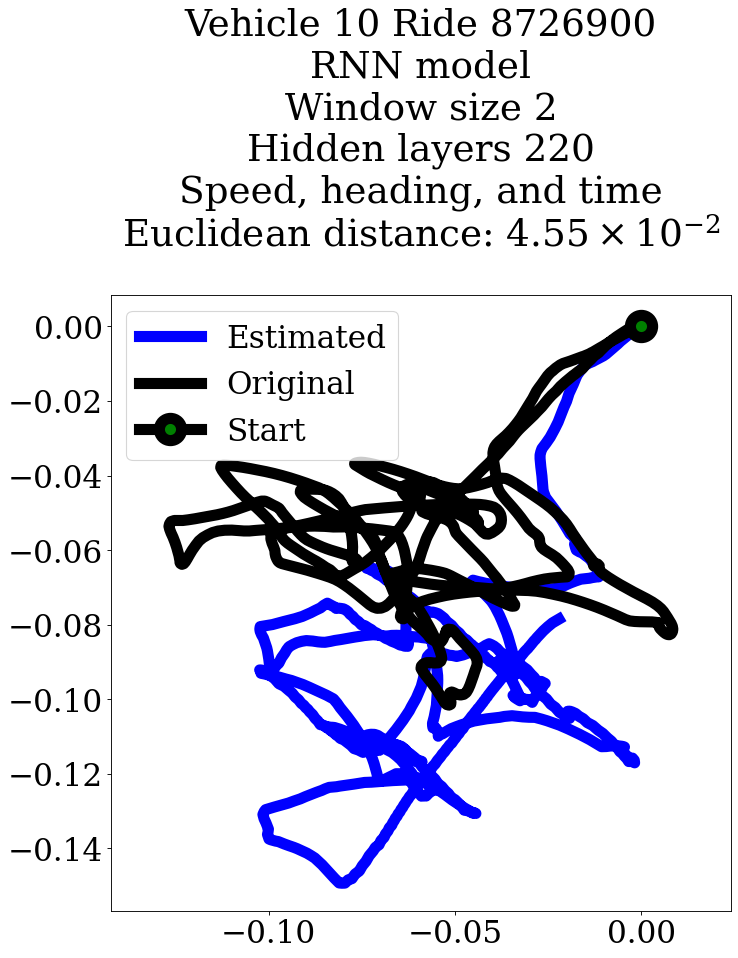 Vehicle 10 Ride 8726900
RNN model
Window size 2
Hidden layers 220
Speed, heading, and time
Euclidean distance: 4.55 × 10⁻²
Estimated
Original
Start
0.00
−0.02
−0.04
−0.06
−0.08
−0.10
−0.12
−0.14
−0.10 −0.05 0.00